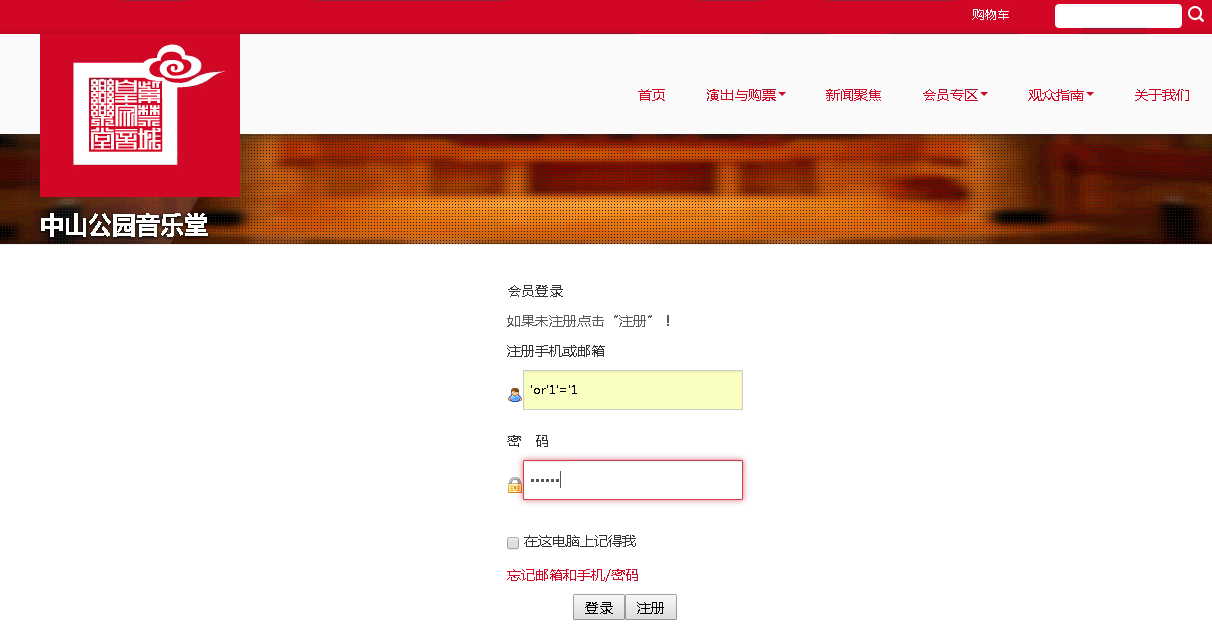 购物车
首页 演出与购票 新闻聚焦 会员专区 观众指南 关于我们
中山公园音乐堂
会员登录
如果未注册点击“注册”！
注册手机或邮箱
'or'1'='1
密 码
••••••
在这电脑上记得我
忘记邮箱和手机/密码
登录 注册